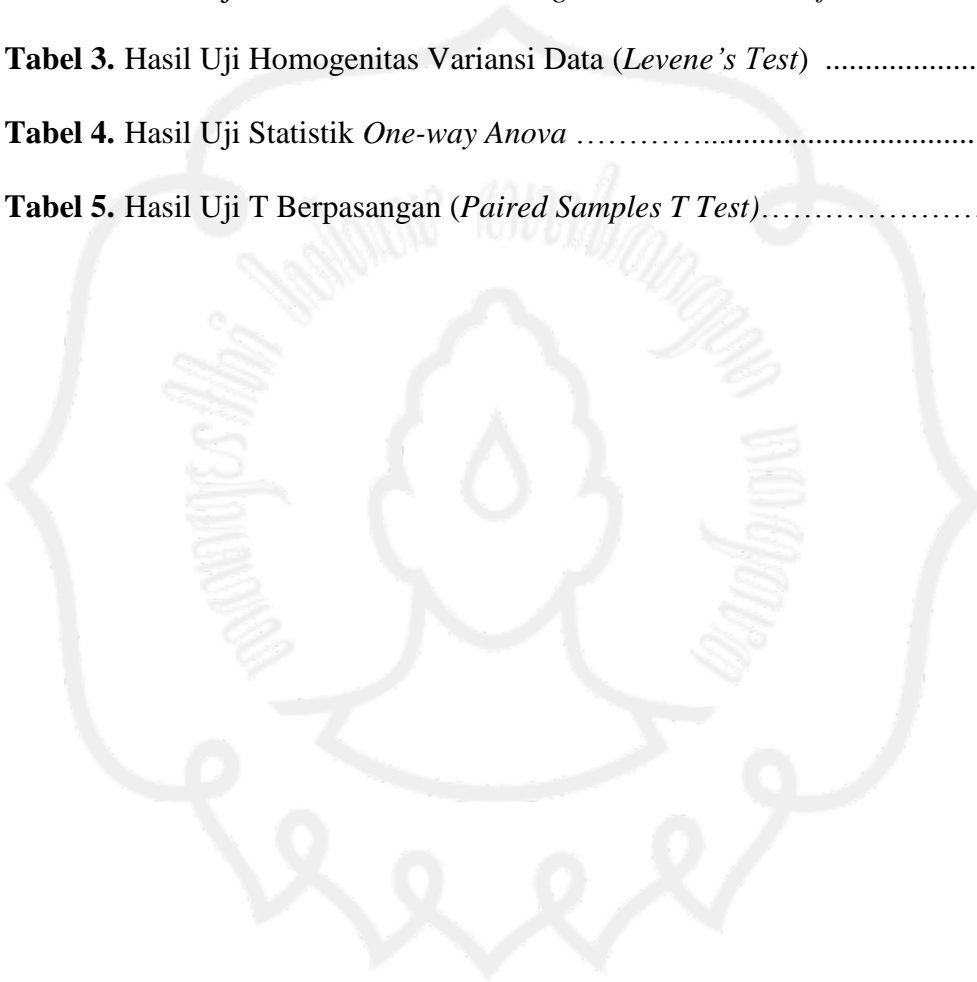 Tabel 3. Hasil Uji Homogenitas Variansi Data (Levene’s Test) ...................
Tabel 4. Hasil Uji Statistik One-way Anova …………...................................
Tabel 5. Hasil Uji T Berpasangan (Paired Samples T Test)…………………